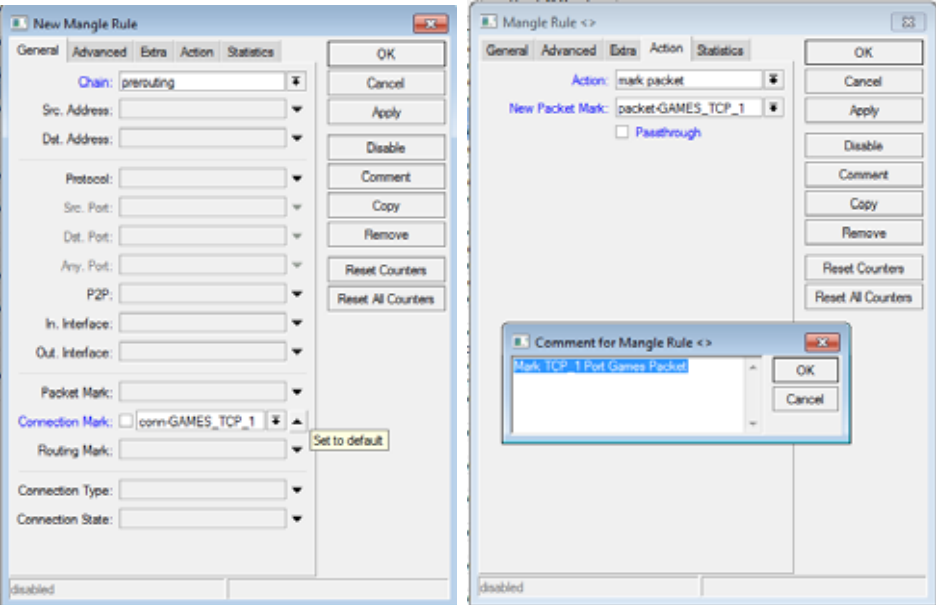 New Mangle Rule
General Advanced Extra Action Statistics
Chain: prerouting
Src. Address:
Dst. Address:
Protocol:
Src. Port:
Dst. Port:
Any. Port:
P2P:
In. Interface:
Out. Interface:
Packet Mark:
Connection Mark: conn-GAMES_TCP_1
Set to default
Routing Mark:
Connection Type:
Connection State:
OK
Cancel
Apply
Disable
Comment
Copy
Remove
Reset Counters
Reset All Counters
disabled
Mangle Rule <>
General Advanced Extra Action Statistics
Action: mark packet
New Packet Mark: packet-GAMES_TCP_1
Passthrough
OK
Cancel
Apply
Disable
Comment
Copy
Remove
Reset Counters
Reset All Counters
Comment for Mangle Rule <>
Mark TCP_1 Port Games Packet
OK
Cancel
disabled